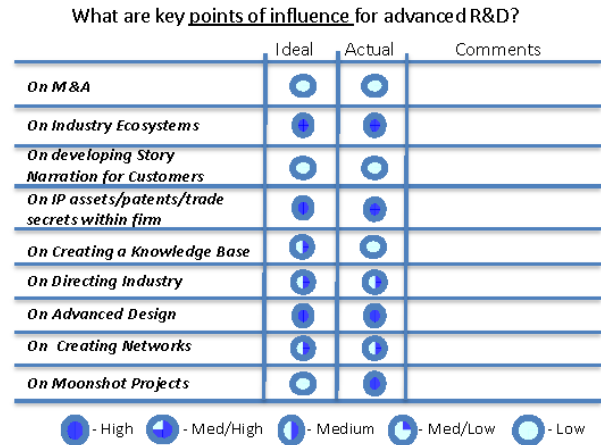 What are key points of influence for advanced R&D?
Ideal Actual Comments
On M&A
On Industry Ecosystems
On developing Story
Narration for Customers
On IP assets/patents/trade
secrets within firm
On Creating a Knowledge Base
On Directing Industry
On Advanced Design
On Creating Networks
On Moonshot Projects
- High - Med/High - Medium - Med/Low - Low